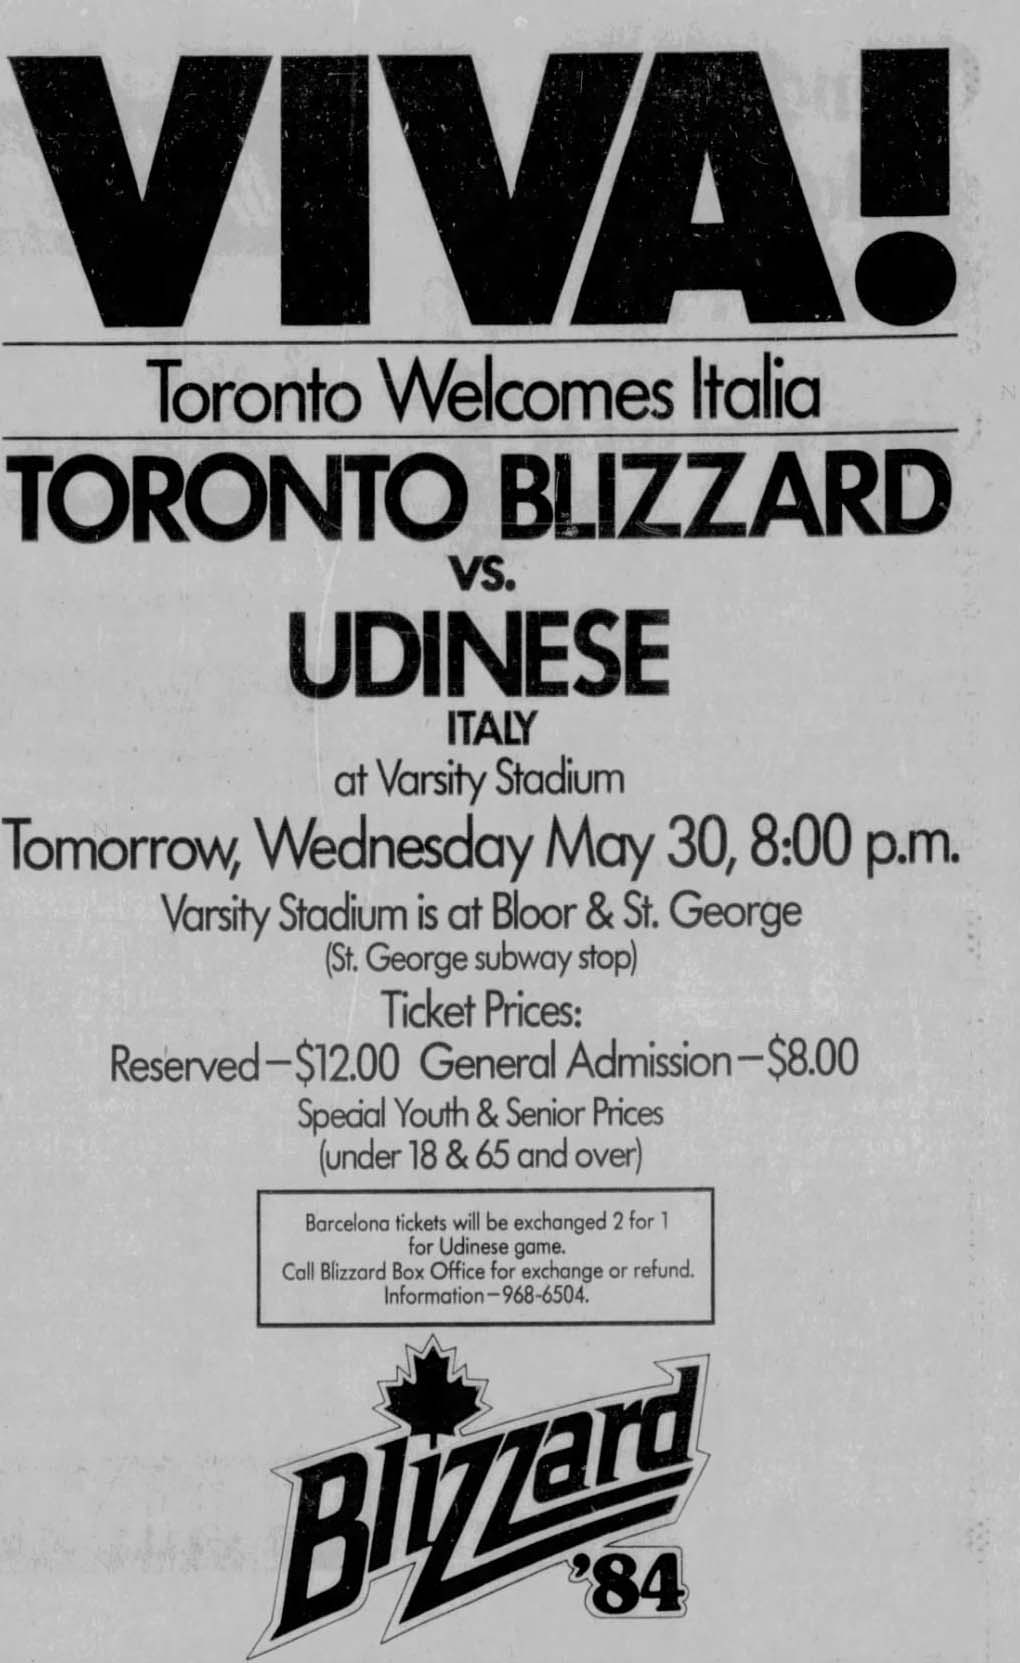 VIVA!
Toronto Welcomes Italia
TORONTO BLIZZARD
vs.
UDINESE
ITALY
at Varsity Stadium
Tomorrow, Wednesday May 30, 8:00 p.m.
Varsity Stadium is at Bloor & St. George
(St. George subway stop)
Ticket Prices:
Reserved—$12.00 General Admission—$8.00
Special Youth & Senior Prices
(under 18 & 65 and over)
Barcelona tickets will be exchanged 2 for 1
for Udinese game.
Call Blizzard Box Office for exchange or refund.
Information—968-6504.
Blizzard
'84